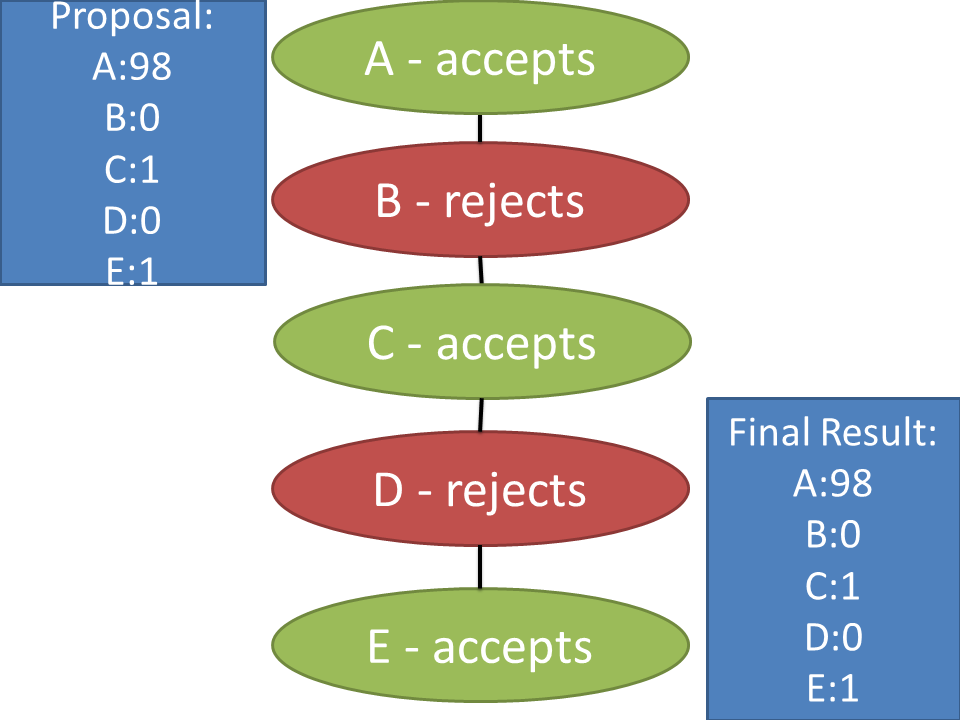 Proposal:
A:98
B:0
C:1
D:0
E:1
A - accepts
B - rejects
C - accepts
D - rejects
E - accepts
Final Result:
A:98
B:0
C:1
D:0
E:1